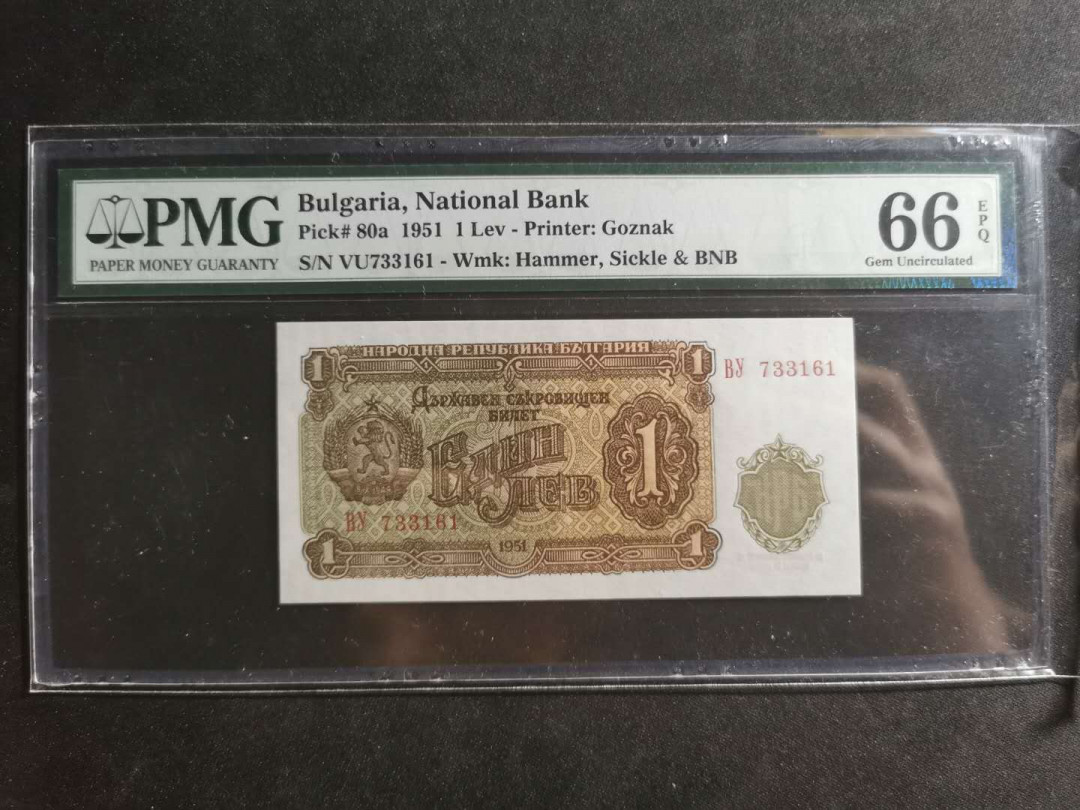 PMG
PAPER MONEY GUARANTY
Bulgaria, National Bank
Pick# 80a 1951 1 Lev - Printer: Goznak
S/N VU733161 - Wmk: Hammer, Sickle & BNB
66
EPQ
Gem Uncirculated
1 НАРОДНА РЕПУБЛИКА БЪЛГАРИЯ 1
ВУ 733161
ДЪРЖАВЕН СЪКРОВИЩЕН
БИЛЕТ
ЕДИН
ЛЕВ
1
ВУ 733161
1 1951 1